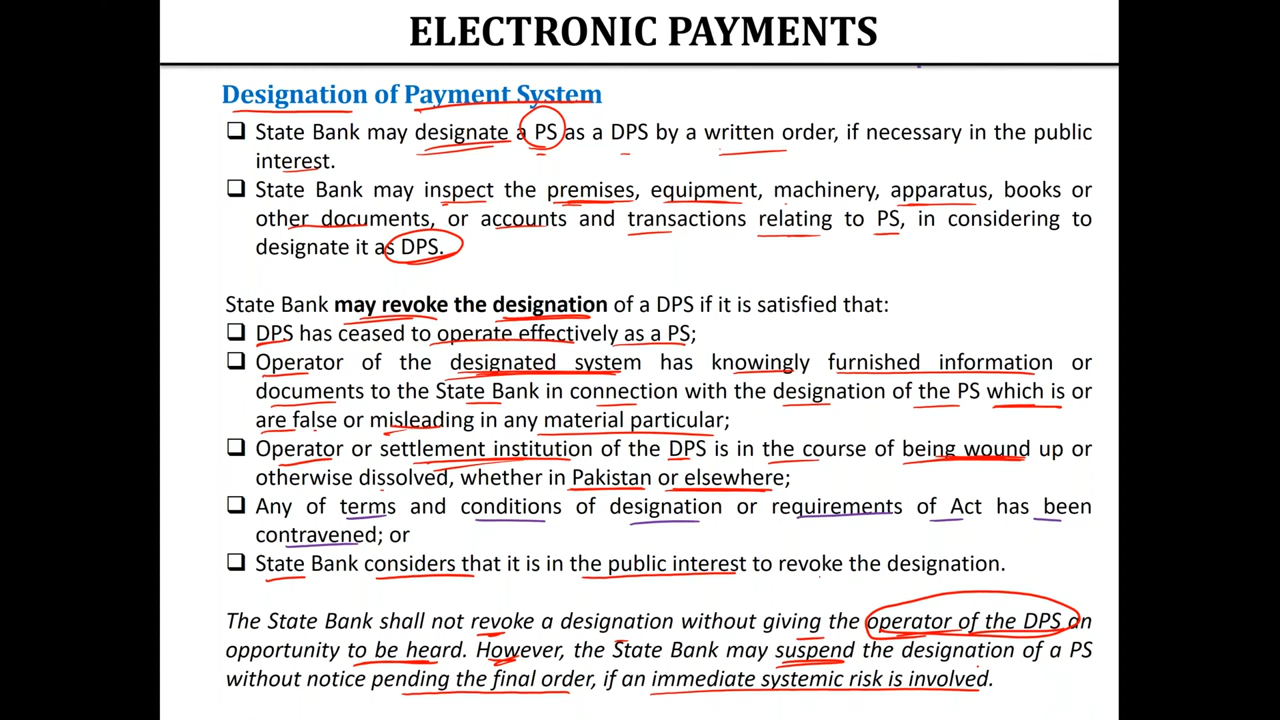 ELECTRONIC PAYMENTS
Designation of Payment System
❑ State Bank may designate a PS as a DPS by a written order, if necessary in the public
interest.
❑ State Bank may inspect the premises, equipment, machinery, apparatus, books or
other documents, or accounts and transactions relating to PS, in considering to
designate it as DPS.
State Bank may revoke the designation of a DPS if it is satisfied that:
❑ DPS has ceased to operate effectively as a PS;
❑ Operator of the designated system has knowingly furnished information or
documents to the State Bank in connection with the designation of the PS which is or
are false or misleading in any material particular;
❑ Operator or settlement institution of the DPS is in the course of being wound up or
otherwise dissolved, whether in Pakistan or elsewhere;
❑ Any of terms and conditions of designation or requirements of Act has been
contravened; or
❑ State Bank considers that it is in the public interest to revoke the designation.
The State Bank shall not revoke a designation without giving the operator of the DPS an
opportunity to be heard. However, the State Bank may suspend the designation of a PS
without notice pending the final order, if an immediate systemic risk is involved.